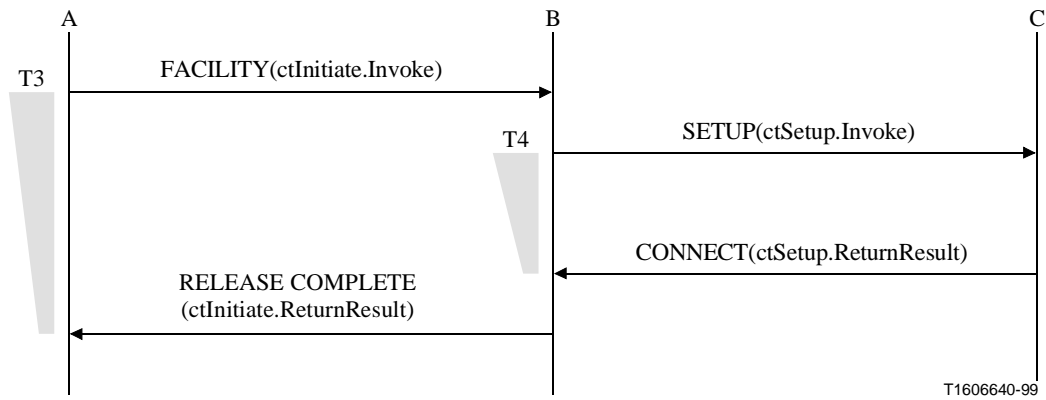 A
B
C
T3
FACILITY(ctInitiate.Invoke)
SETUP(ctSetup.Invoke)
T4
CONNECT(ctSetup.ReturnResult)
RELEASE COMPLETE
(ctInitiate.ReturnResult)
T1606640-99